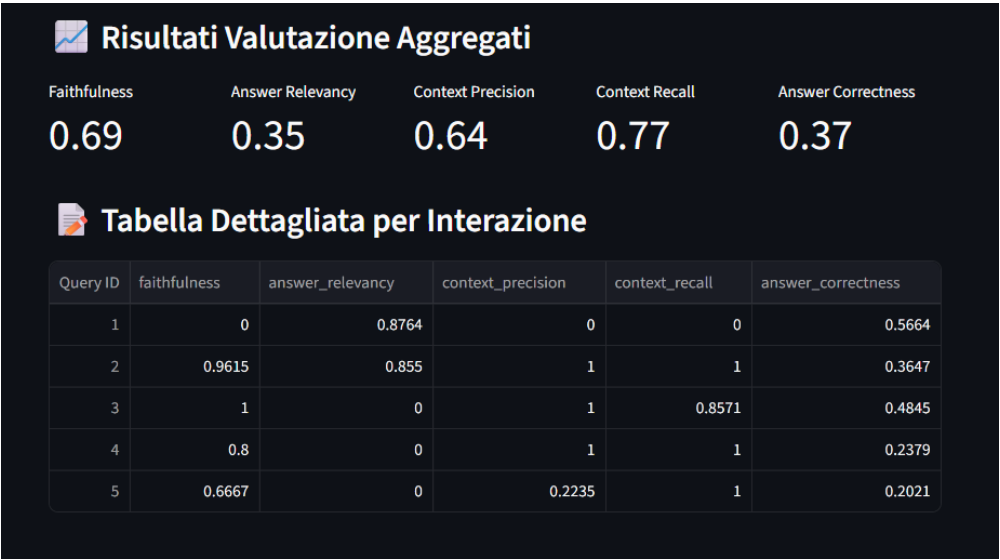 Risultati Valutazione Aggregati
Faithfulness Answer Relevancy Context Precision Context Recall Answer Correctness
0.69 0.35 0.64 0.77 0.37
Tabella Dettagliata per Interazione
Query ID faithfulness answer_relevancy context_precision context_recall answer_correctness
1 0 0.8764 0 0 0.5664
2 0.9615 0.855 1 1 0.3647
3 1 0 1 0.8571 0.4845
4 0.8 0 1 1 0.2379
5 0.6667 0 0.2235 1 0.2021